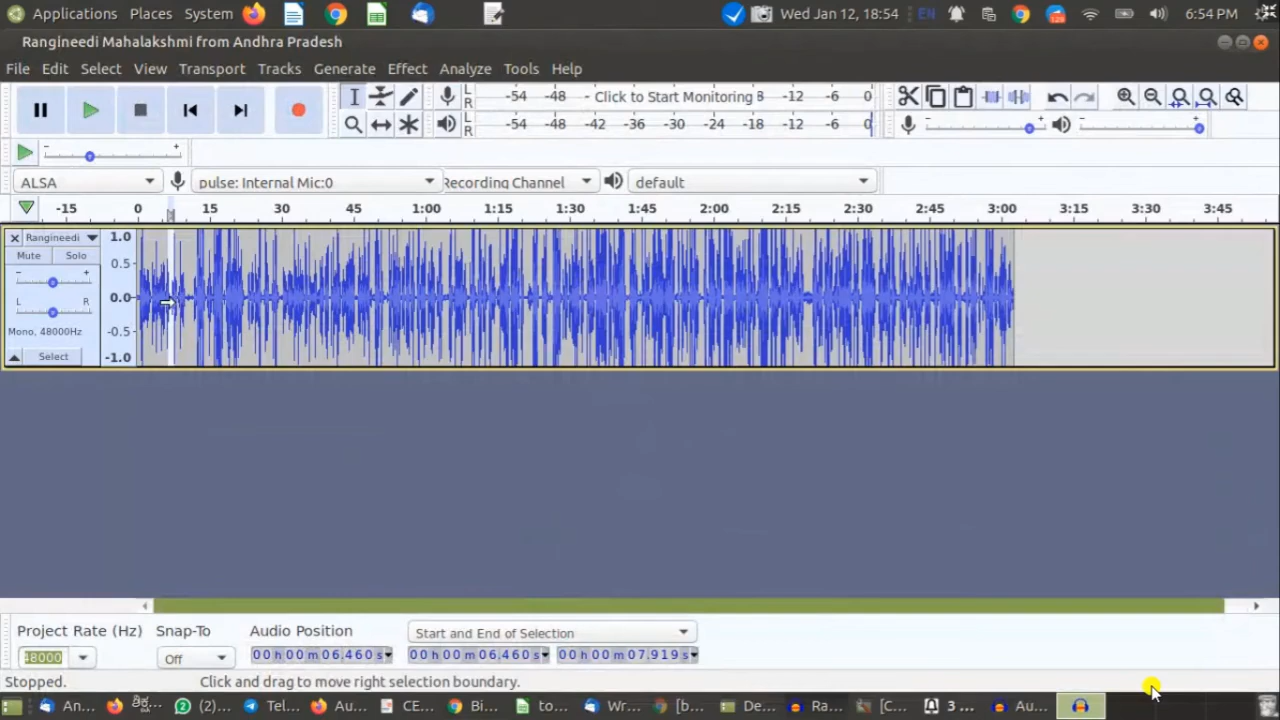 Applications Places System Wed Jan 12, 18:54 EN 129 6:54 PM
Rangineedi Mahalakshmi from Andhra Pradesh
File Edit Select View Transport Tracks Generate Effect Analyze Tools Help
L R -54 -48 - Click to Start Monitoring 8 -12 -6 0
L R -54 -48 -42 -36 -30 -24 -18 -12 -6 0
- +
ALSA pulse: Internal Mic:0 Recording Channel default
-15 0 15 30 45 1:00 1:15 1:30 1:45 2:00 2:15 2:30 2:45 3:00 3:15 3:30 3:45
Rangineedi 1.0
Mute Solo
- + 0.5
L R 0.0
Mono, 48000Hz -0.5
Select -1.0
Project Rate (Hz) Snap-To Audio Position Start and End of Selection
48000 Off 00 h 00 m 06.460 s 00 h 00 m 06.460 s 00 h 00 m 07.919 s
Stopped. Click and drag to move right selection boundary.
An... (2)... Tel... Au... CE... Bi... to... Wr... [b... De... Ra... [C... 3 ... Au...